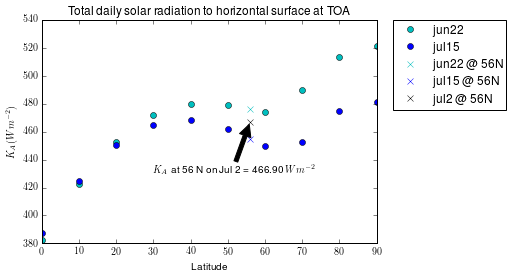 Total daily solar radiation to horizontal surface at TOA
540
520
500
480
460
440
420
400
380
K_A (W m^{-2})
K_A at 56 N on Jul 2 = 466.90 W m^{-2}
0 10 20 30 40 50 60 70 80 90
Latitude
jun22
jul15
jun22 @ 56N
jul15 @ 56N
jul2 @ 56N